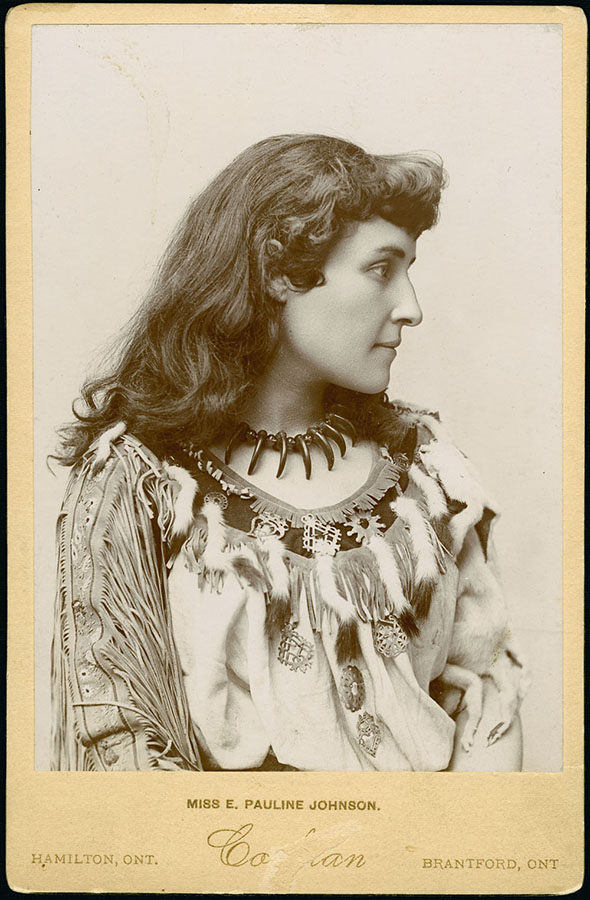 MISS E. PAULINE JOHNSON.
HAMILTON, ONT. BRANTFORD, ONT